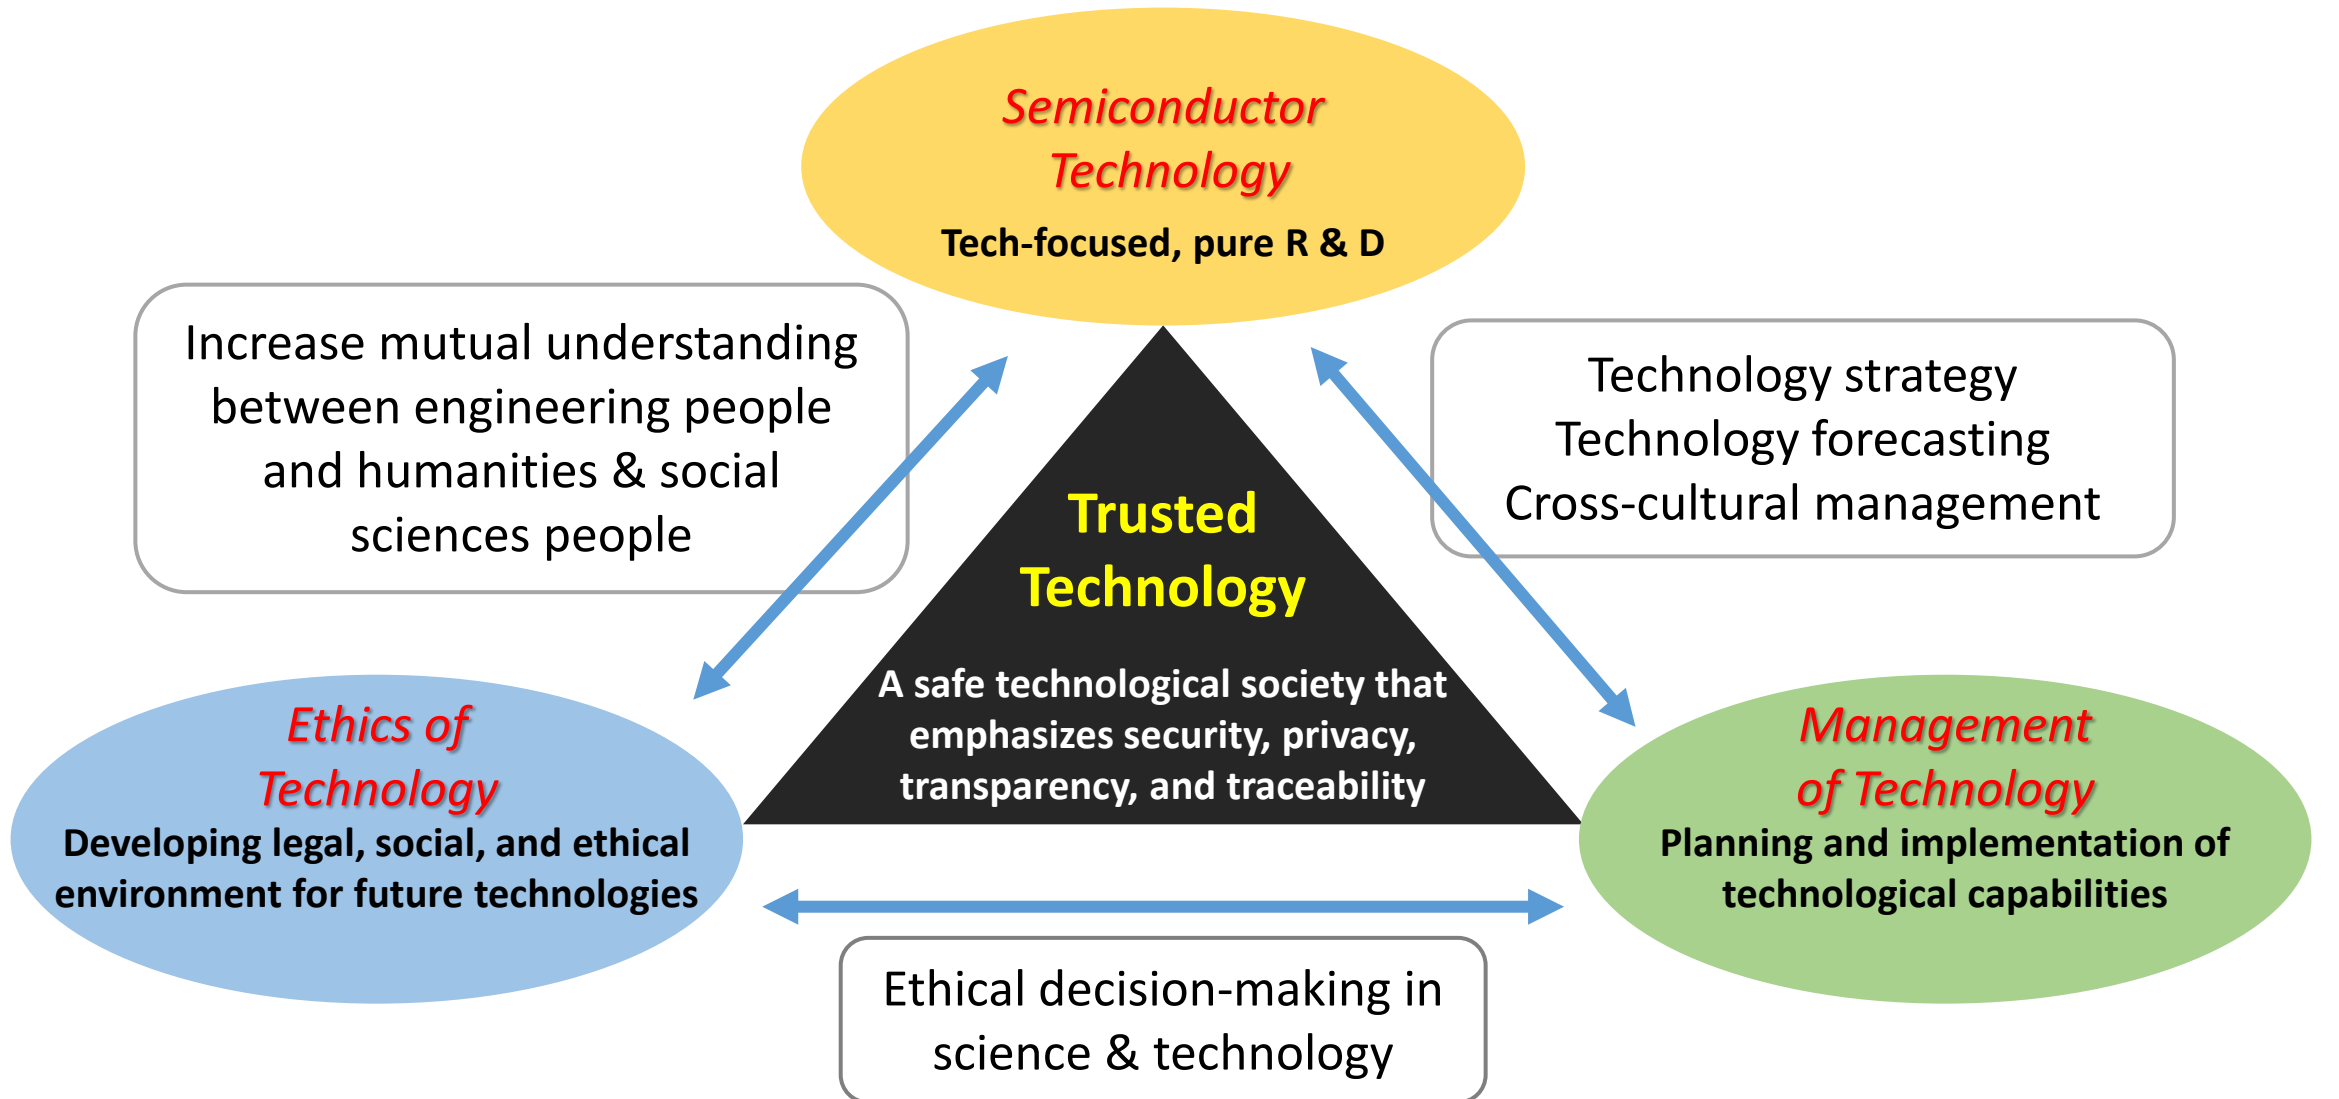 Semiconductor
Technology
Tech-focused, pure R & D
Increase mutual understanding
between engineering people
and humanities & social
sciences people
Technology strategy
Technology forecasting
Cross-cultural management
Trusted
Technology
A safe technological society that
emphasizes security, privacy,
transparency, and traceability
Ethics of
Technology
Developing legal, social, and ethical
environment for future technologies
Management
of Technology
Planning and implementation of
technological capabilities
Ethical decision-making in
science & technology